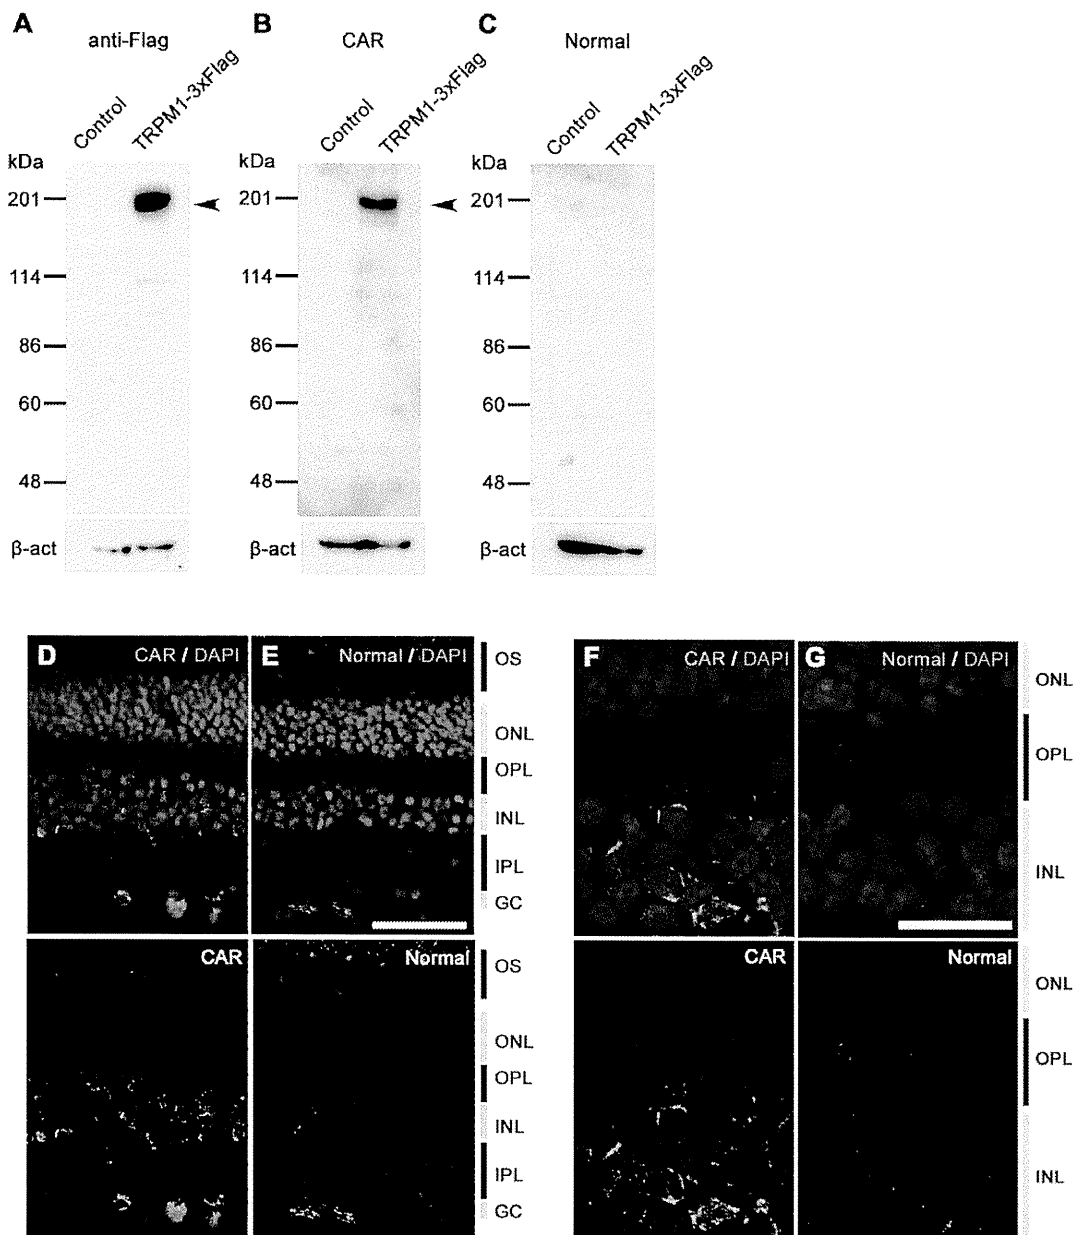 A
anti-Flag
Control
TRPM1-3xFlag
kDa
201
114
86
60
48
β-act
B
CAR
Control
TRPM1-3xFlag
kDa
201
114
86
60
48
β-act
C
Normal
Control
TRPM1-3xFlag
kDa
201
114
86
60
48
β-act
D
CAR / DAPI
E
Normal / DAPI
OS
ONL
OPL
INL
IPL
GC
CAR
Normal
OS
ONL
OPL
INL
IPL
GC
F
CAR / DAPI
G
Normal / DAPI
ONL
OPL
INL
CAR
Normal
ONL
OPL
INL